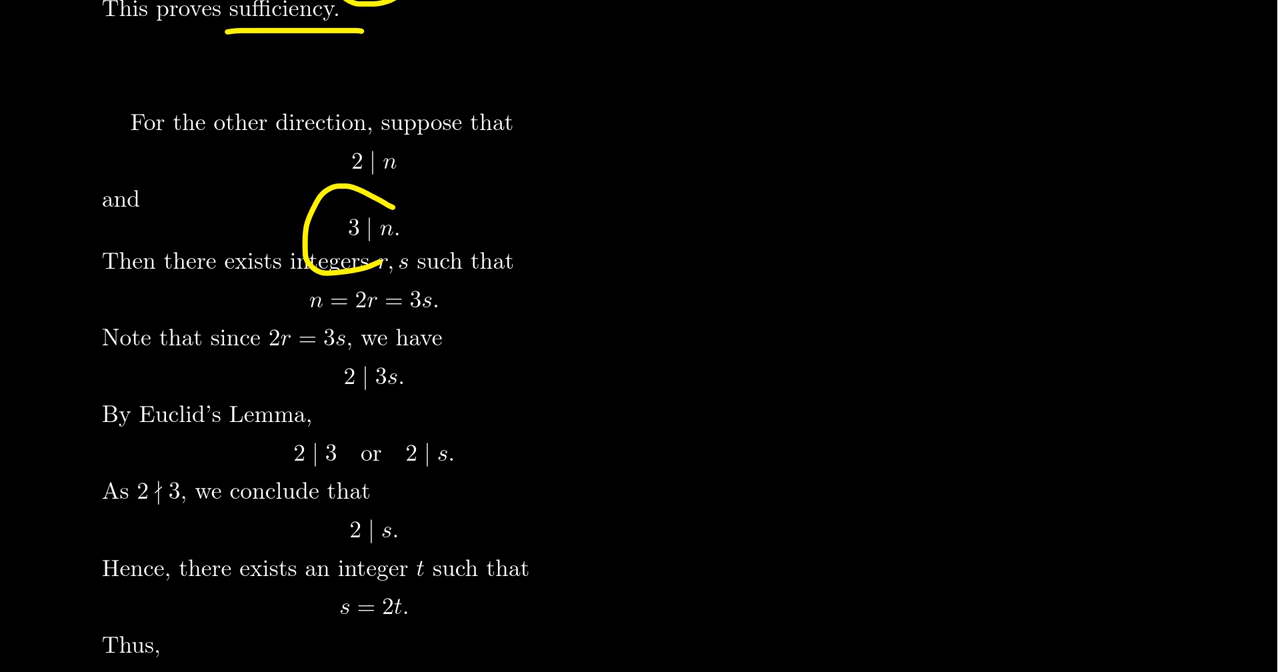 This proves sufficiency.
For the other direction, suppose that
2 | n
and
3 | n.
Then there exists integers r, s such that
n = 2r = 3s.
Note that since 2r = 3s, we have
2 | 3s.
By Euclid's Lemma,
2 | 3 or 2 | s.
As 2 ∤ 3, we conclude that
2 | s.
Hence, there exists an integer t such that
s = 2t.
Thus,